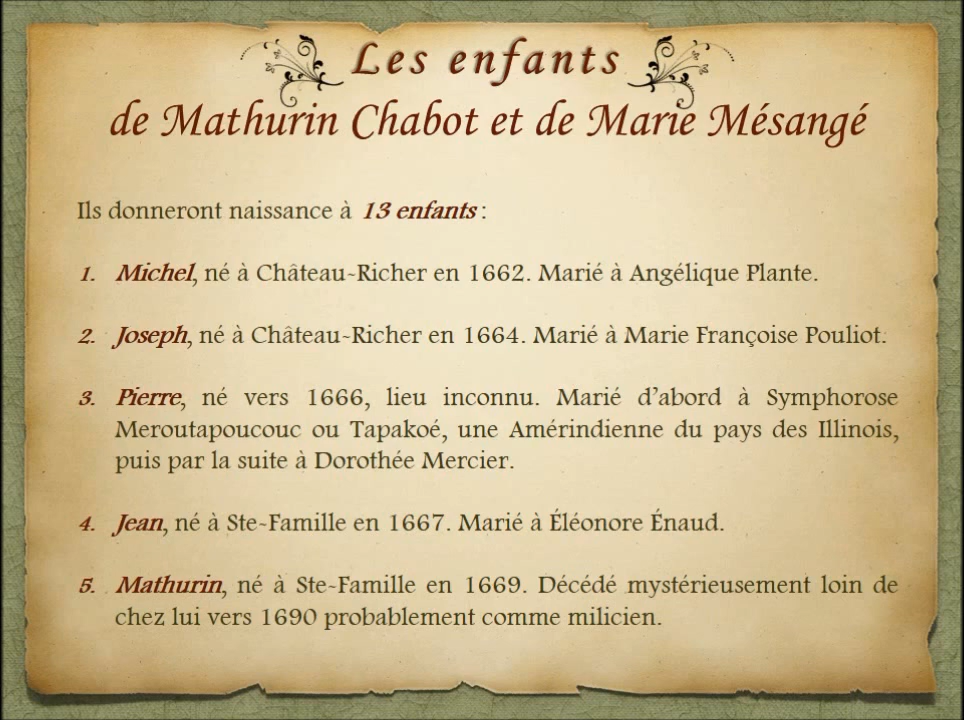 Les enfants
de Mathurin Chabot et de Marie Mésangé
Ils donneront naissance à 13 enfants :
1. Michel, né à Château-Richer en 1662. Marié à Angélique Plante.
2. Joseph, né à Château-Richer en 1664. Marié à Marie Françoise Pouliot.
3. Pierre, né vers 1666, lieu inconnu. Marié d’abord à Symphorose
Meroutapoucouc ou Tapakoé, une Amérindienne du pays des Illinois,
puis par la suite à Dorothée Mercier.
4. Jean, né à Ste-Famille en 1667. Marié à Éléonore Énaud.
5. Mathurin, né à Ste-Famille en 1669. Décédé mystérieusement loin de
chez lui vers 1690 probablement comme milicien.